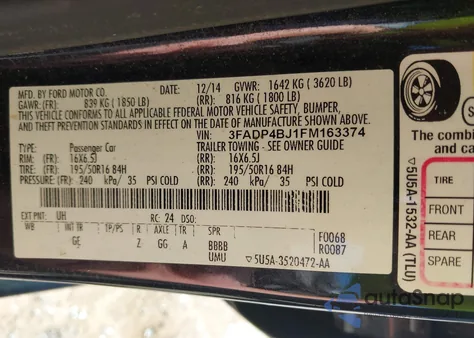 MFD. BY FORD MOTOR CO. DATE: 12/14 GVWR: 1642 KG ( 3620 LB)
GAWR: (FR): 839 KG ( 1850 LB) (RR): 816 KG ( 1800 LB)
THIS VEHICLE CONFORMS TO ALL APPLICABLE FEDERAL MOTOR VEHICLE SAFETY, BUMPER,
AND THEFT PREVENTION STANDARDS IN EFFECT ON THE DATE OF MANUFACTURE SHOWN ABOVE.
VIN: 3FADP4BJ1FM163374
TYPE: Passenger Car TRAILER TOWING - SEE OWNER GUIDE
RIM: (FR) 16X6.5J (RR): 16X6.5J
TIRE: (FR): 195/50R16 84H (RR): 195/50R16 84H
PRESSURE: (FR) 240 kPa/ 35 PSI COLD (RR): 240 kPa/ 35 PSI COLD
EXT PNT: UH RC: 24 DSO:
WB INT TR TP/PS R AXLE TR SPR
GE Z GG A BBBB F0068
UMU R0087
▽5U5A-3520472-AA
The combin
of
▽5U5A-1532-AA (TLU)
TIRE
FRONT
REAR
SPARE
autoSnap